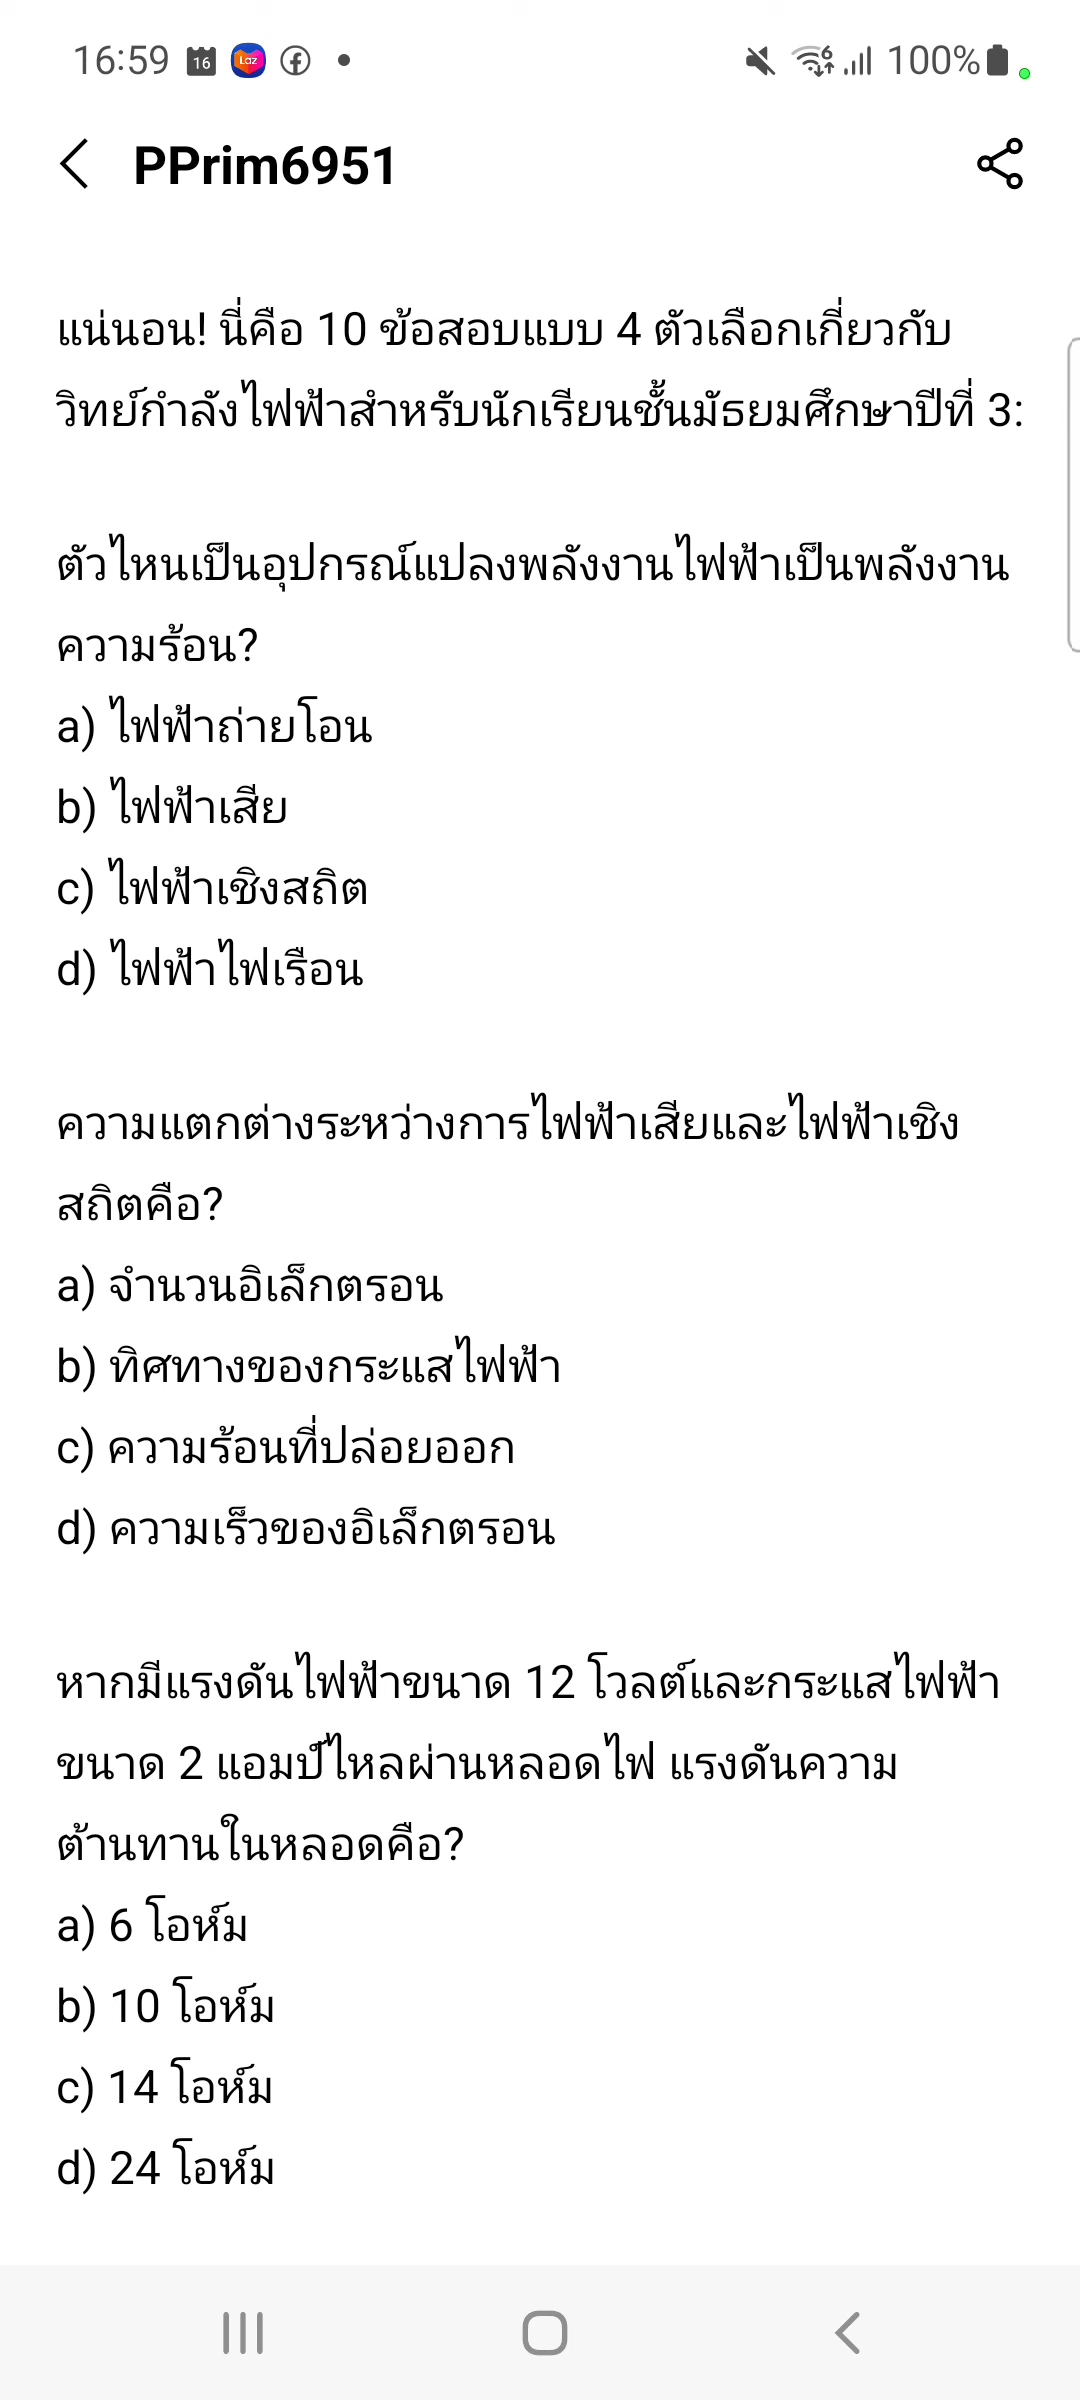 16:59 16 Laz 6 100%
PPrim6951
แน่นอน! นี่คือ 10 ข้อสอบแบบ 4 ตัวเลือกเกี่ยวกับ
วิทย์กำลังไฟฟ้าสำหรับนักเรียนชั้นมัธยมศึกษาปีที่ 3:
ตัวไหนเป็นอุปกรณ์แปลงพลังงานไฟฟ้าเป็นพลังงาน
ความร้อน?
a) ไฟฟ้าถ่ายโอน
b) ไฟฟ้าเสีย
c) ไฟฟ้าเชิงสถิต
d) ไฟฟ้าไฟเรือน
ความแตกต่างระหว่างการไฟฟ้าเสียและไฟฟ้าเชิง
สถิตคือ?
a) จำนวนอิเล็กตรอน
b) ทิศทางของกระแสไฟฟ้า
c) ความร้อนที่ปล่อยออก
d) ความเร็วของอิเล็กตรอน
หากมีแรงดันไฟฟ้าขนาด 12 โวลต์และกระแสไฟฟ้า
ขนาด 2 แอมป์ไหลผ่านหลอดไฟ แรงดันความ
ต้านทานในหลอดคือ?
a) 6 โอห์ม
b) 10 โอห์ม
c) 14 โอห์ม
d) 24 โอห์ม